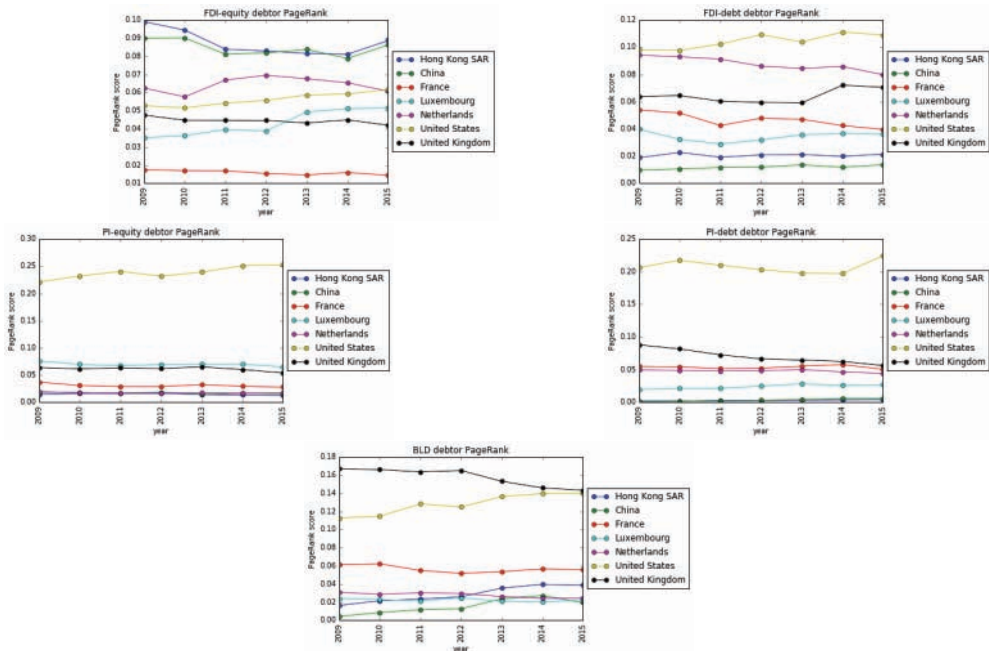 FDI-equity debtor PageRank
0.10
0.09
0.08
0.07
0.06
0.05
0.04
0.03
0.02
0.01
PageRank score
2009
2010
2011
2012
2013
2014
2015
year
Hong Kong SAR
China
France
Luxembourg
Netherlands
United States
United Kingdom
FDI-debt debtor PageRank
0.12
0.10
0.08
0.06
0.04
0.02
0.00
PageRank score
2009
2010
2011
2012
2013
2014
2015
year
Hong Kong SAR
China
France
Luxembourg
Netherlands
United States
United Kingdom
PI-equity debtor PageRank
0.30
0.25
0.20
0.15
0.10
0.05
0.00
PageRank score
2009
2010
2011
2012
2013
2014
2015
year
Hong Kong SAR
China
France
Luxembourg
Netherlands
United States
United Kingdom
PI-debt debtor PageRank
0.25
0.20
0.15
0.10
0.05
0.00
PageRank score
2009
2010
2011
2012
2013
2014
2015
year
Hong Kong SAR
China
France
Luxembourg
Netherlands
United States
United Kingdom
BLD debtor PageRank
0.18
0.16
0.14
0.12
0.10
0.08
0.06
0.04
0.02
0.00
PageRank score
2009
2010
2011
2012
2013
2014
2015
year
Hong Kong SAR
China
France
Luxembourg
Netherlands
United States
United Kingdom